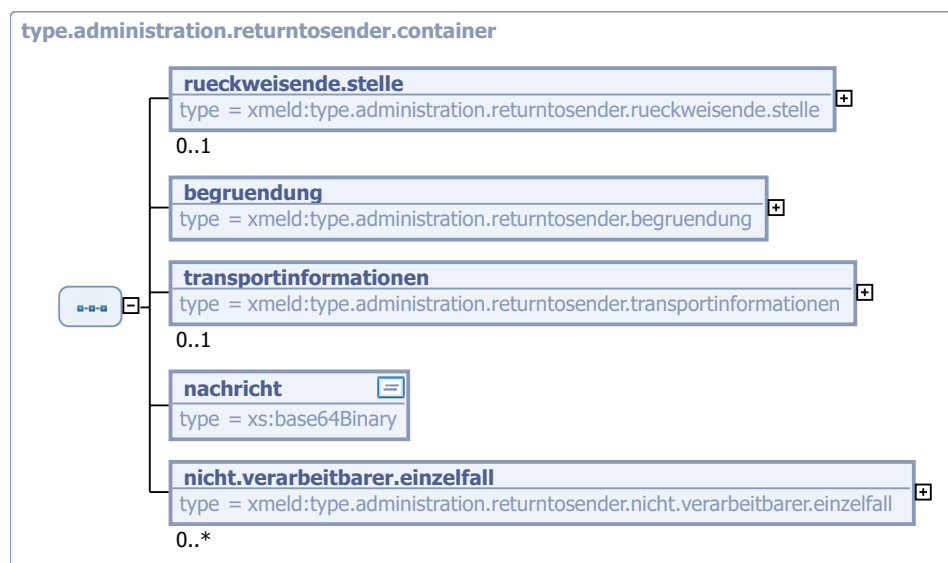 type.administration.returntosender.container
rueckweisende.stelle
type = xmeld:type.administration.returntosender.rueckweisende.stelle
0..1
begruendung
type = xmeld:type.administration.returntosender.begruendung
transportinformationen
type = xmeld:type.administration.returntosender.transportinformationen
0..1
nachricht
type = xs:base64Binary
nicht.verarbeitbarer.einzelfall
type = xmeld:type.administration.returntosender.nicht.verarbeitbarer.einzelfall
0..*